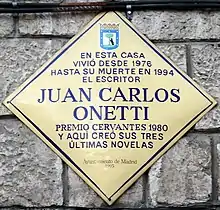 EN ESTA CASA
VIVIÓ DESDE 1976
HASTA SU MUERTE EN 1994
EL ESCRITOR
JUAN CARLOS
ONETTI
PREMIO CERVANTES 1980
Y AQUÍ CREÓ SUS TRES
ÚLTIMAS NOVELAS
Ayuntamiento de Madrid
1995